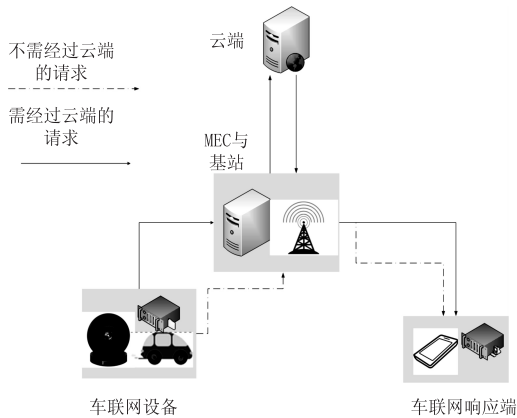 云端
不需经过云端
的请求
需经过云端的
请求
MEC与
基站
车联网设备
车联网响应端